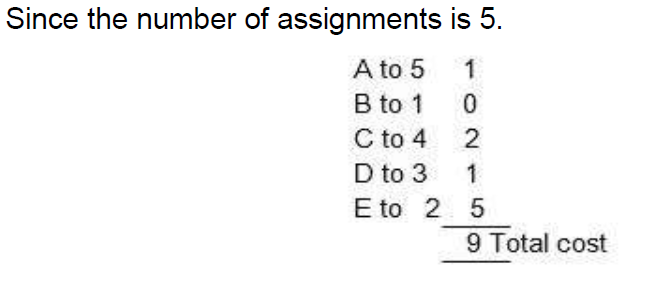 Since the number of assignments is 5.
A to 5 1
B to 1 0
C to 4 2
D to 3 1
E to 2 5
9 Total cost